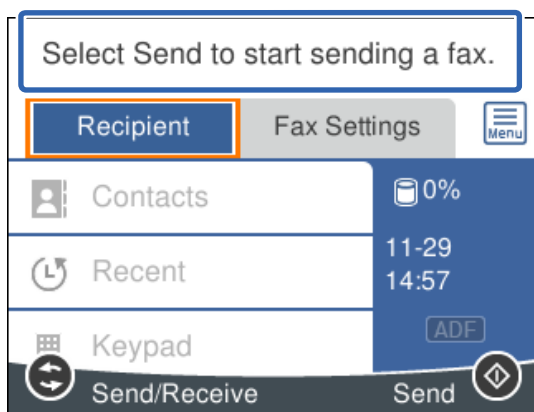 Select Send to start sending a fax.
Recipient
Fax Settings
Menu
Contacts
0%
Recent
11-29
14:57
Keypad
ADF
Send/Receive
Send